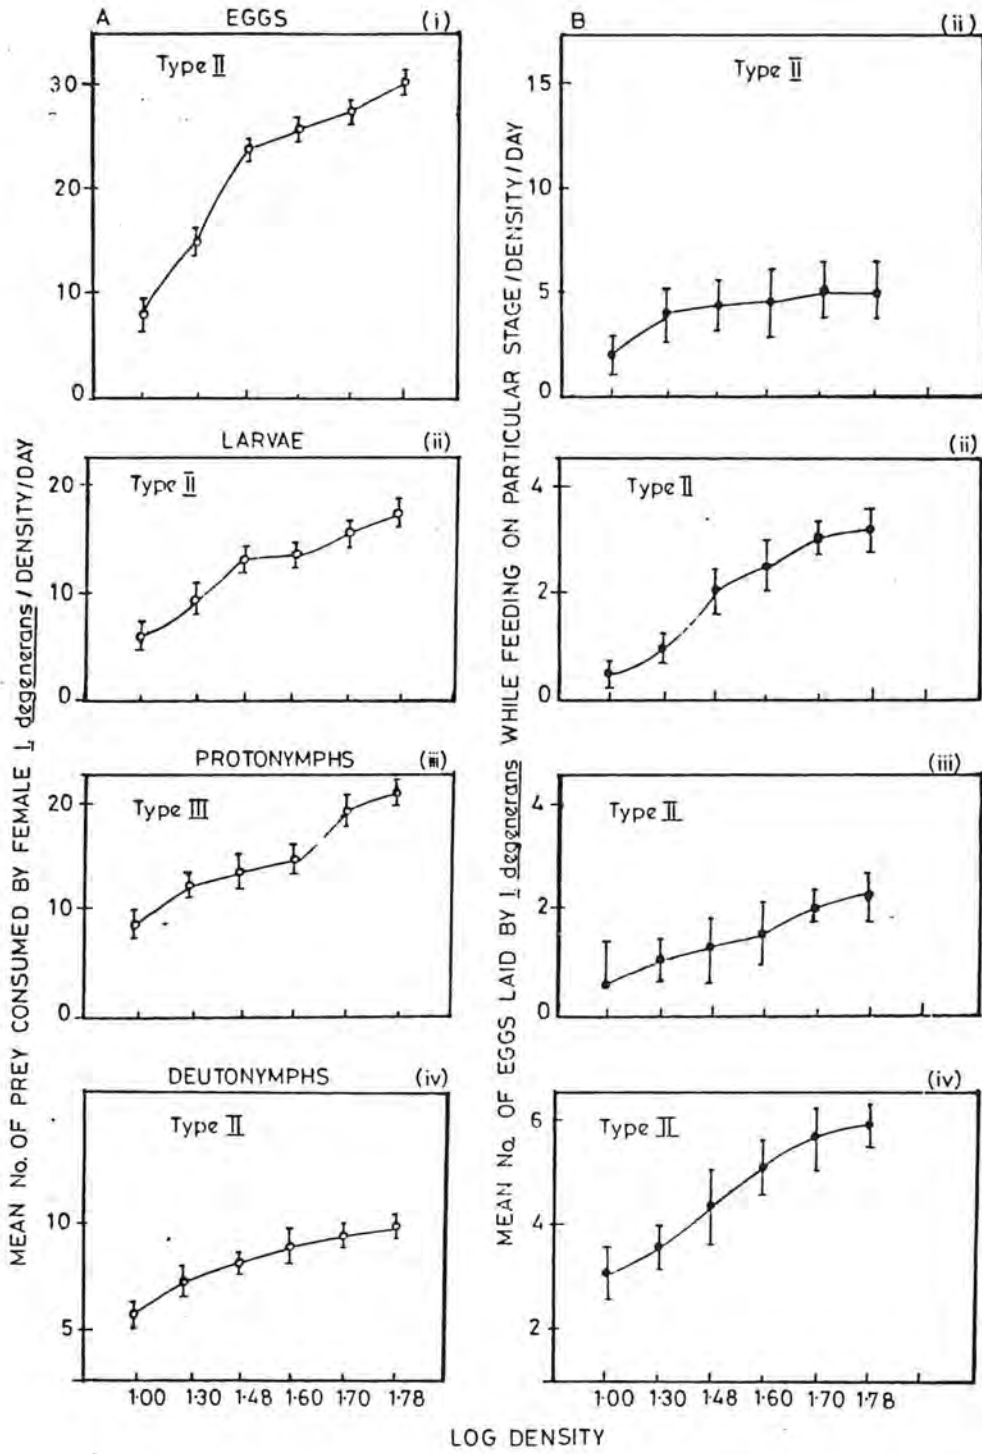 A EGGS (i)
Type II
30
20
10
0
B (ii)
Type II
15
10
5
0
LARVAE (ii)
Type II
20
10
0
(ii)
Type II
4
2
0
PROTONYMPHS (iii)
Type III
20
10
0
(iii)
Type II
4
2
0
DEUTONYMPHS (iv)
Type II
10
5
(iv)
Type II
6
4
2
1·00 1·30 1·48 1·60 1·70 1·78
1·00 1·30 1·48 1·60 1·70 1·78
LOG DENSITY
MEAN No. OF PREY CONSUMED BY FEMALE I. degenerans / DENSITY/DAY
MEAN No. OF EGGS LAID BY I. degenerans WHILE FEEDING ON PARTICULAR STAGE/DENSITY/DAY